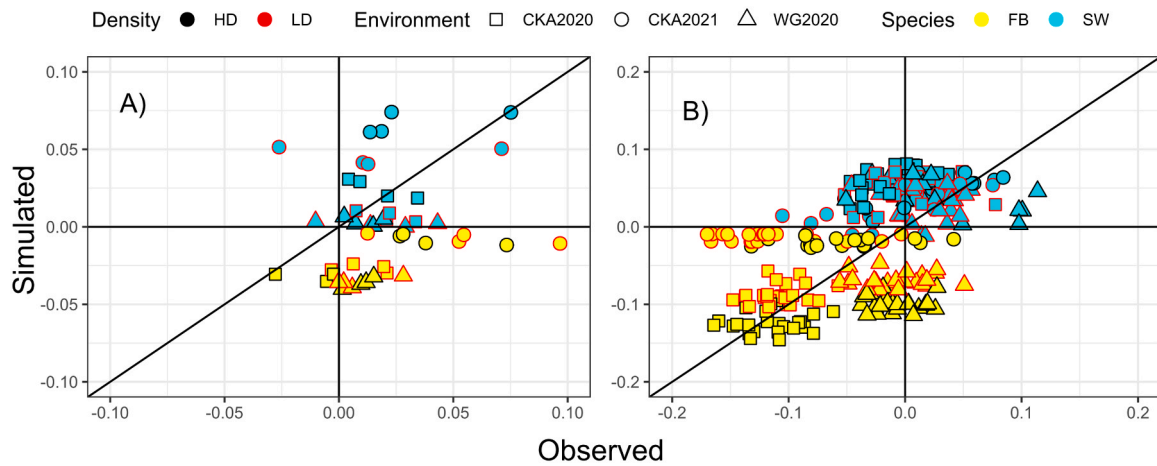 Density HD LD Environment CKA2020 CKA2021 WG2020 Species FB SW
A)
B)
Simulated
0.10
0.05
0.00
-0.05
-0.10
-0.10 -0.05 0.00 0.05 0.10
0.2
0.1
0.0
-0.1
-0.2
-0.2 -0.1 0.0 0.1 0.2
Observed